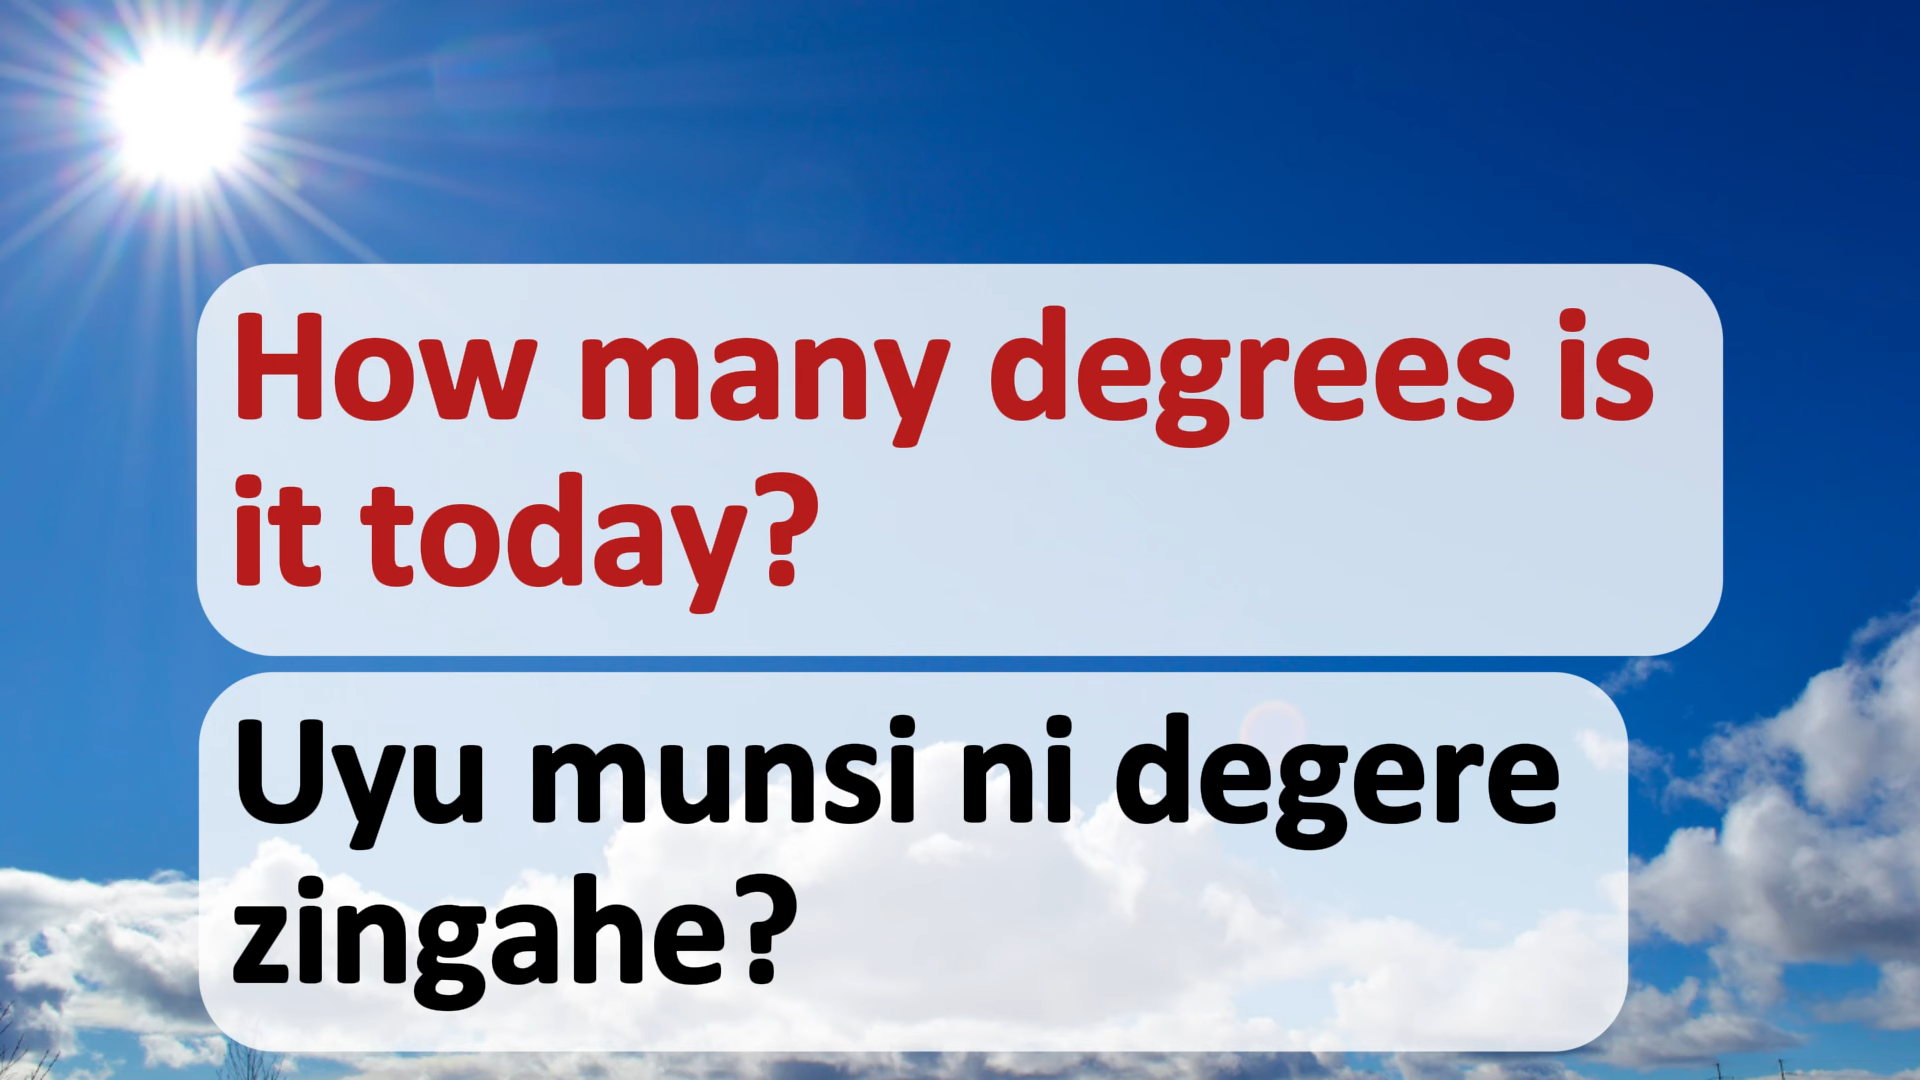 How many degrees is
it today?
Uyu munsi ni degere
zingahe?